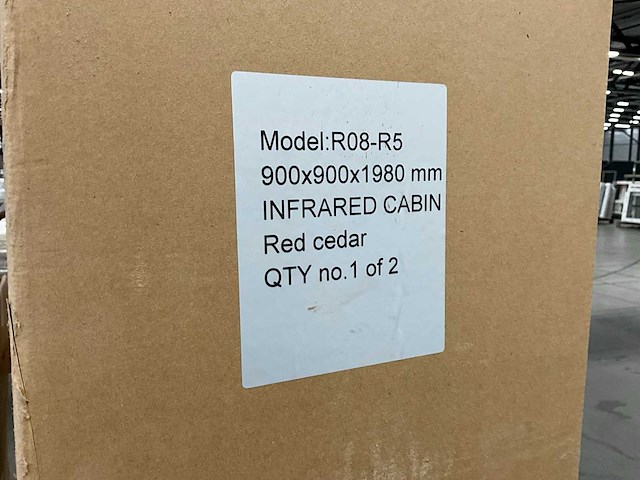 Model:R08-R5
900x900x1980 mm
INFRARED CABIN
Red cedar
QTY no.1 of 2